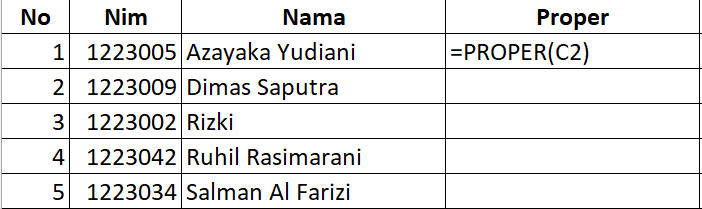 No Nim Nama Proper
1 1223005 Azayaka Yudiani =PROPER(C2)
2 1223009 Dimas Saputra
3 1223002 Rizki
4 1223042 Ruhil Rasimarani
5 1223034 Salman Al Farizi